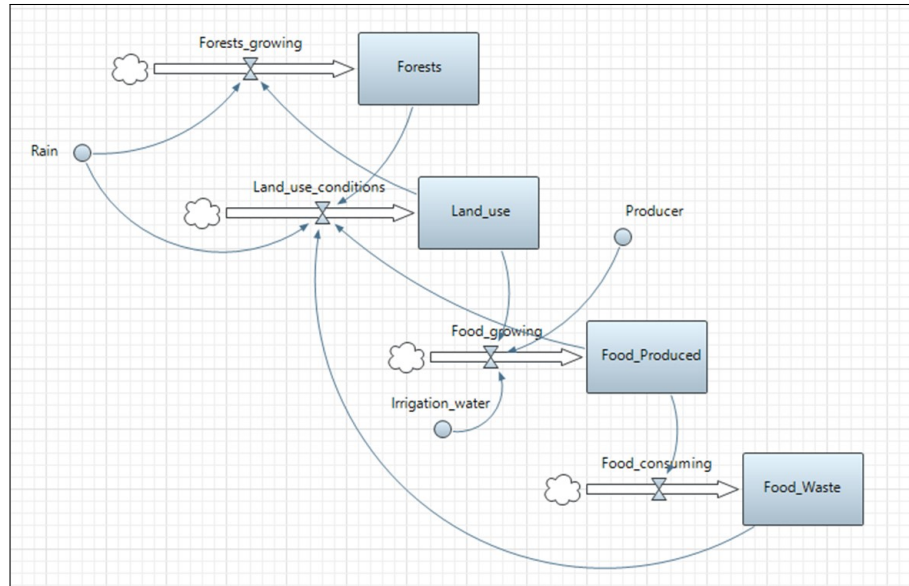 Forests_growing
Forests
Rain
Land_use_conditions
Land_use
Producer
Food_growing
Food_Produced
Irrigation_water
Food_consuming
Food_Waste